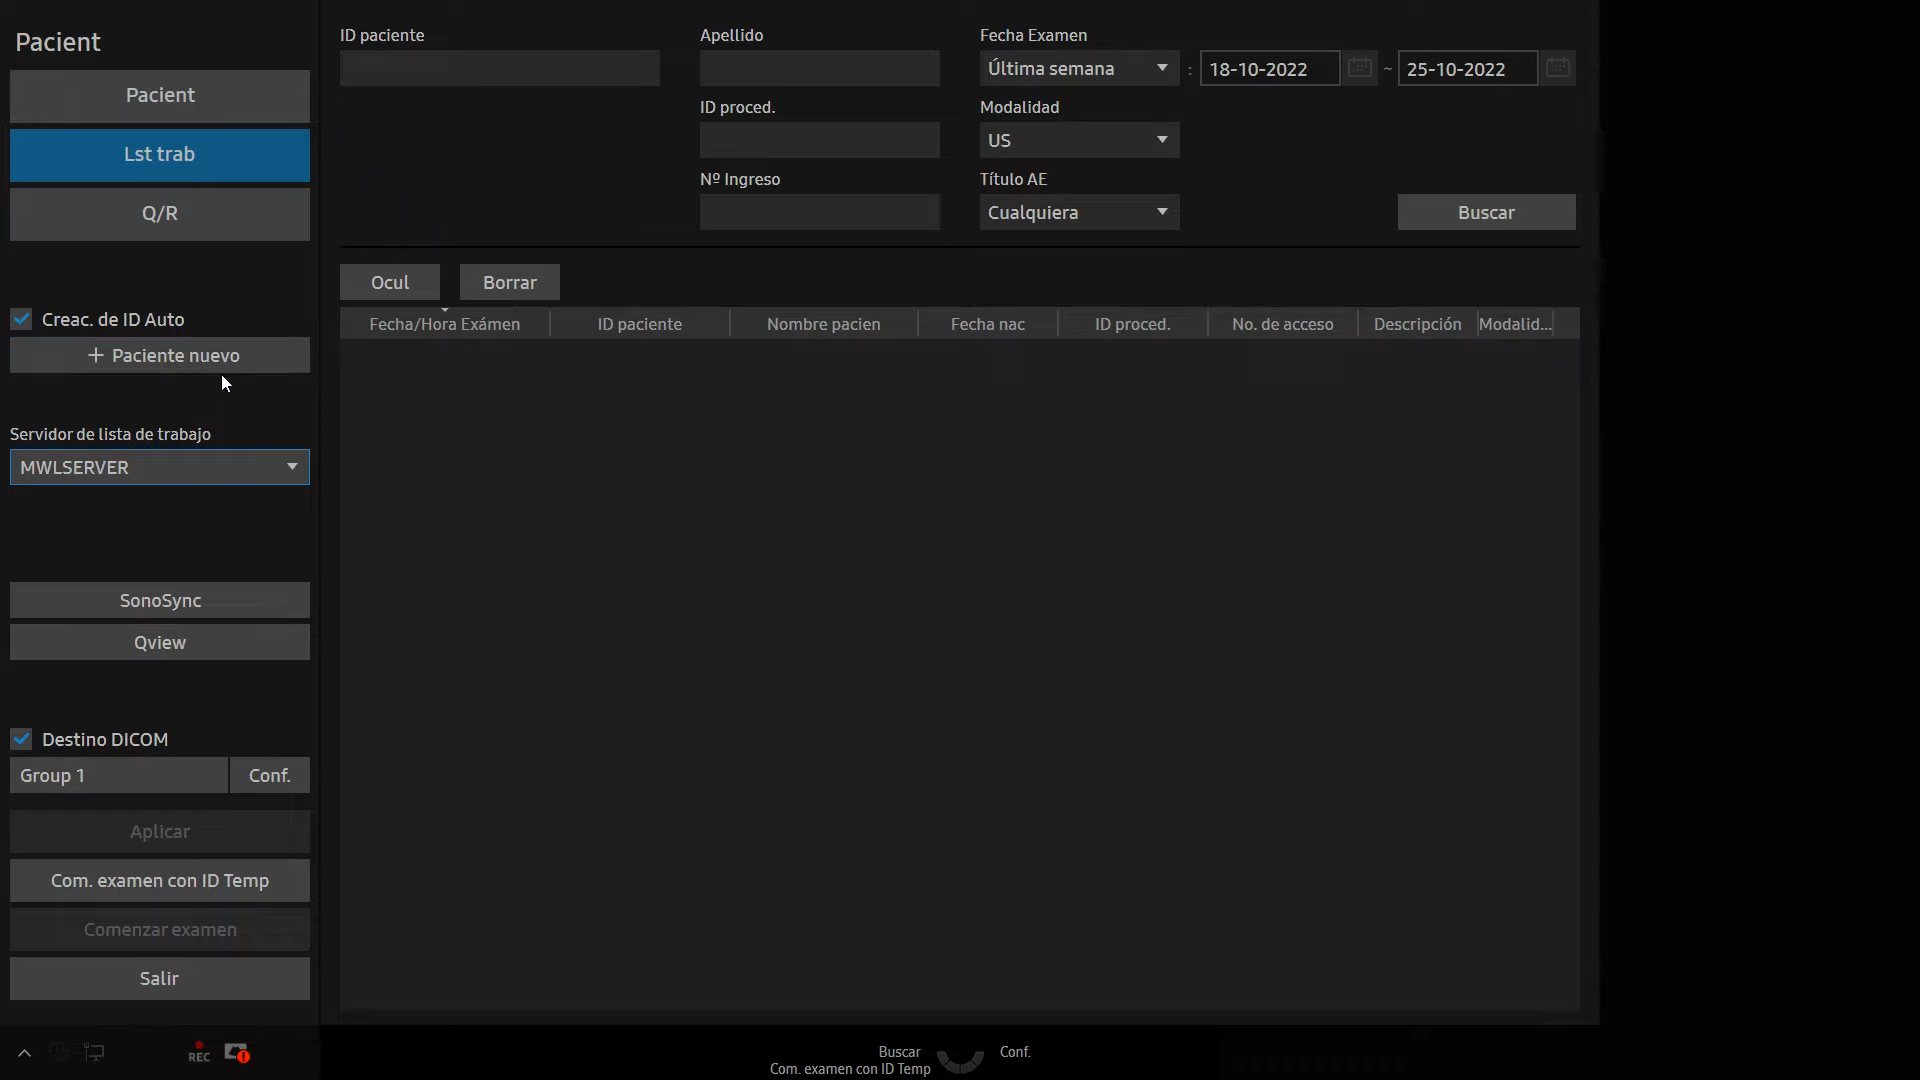 Pacient
Pacient
Lst trab
Q/R
Creac. de ID Auto
+ Paciente nuevo
Servidor de lista de trabajo
MWLSERVER
SonoSync
Qview
Destino DICOM
Group 1 Conf.
Aplicar
Com. examen con ID Temp
Comenzar examen
Salir
REC
ID paciente Apellido Fecha Examen
Última semana : 18-10-2022 ~ 25-10-2022
ID proced. Modalidad
US
Nº Ingreso Título AE
Cualquiera Buscar
Ocul Borrar
Fecha/Hora Exámen ID paciente Nombre pacien Fecha nac ID proced. No. de acceso Descripción Modalid...
Buscar Conf.
Com. examen con ID Temp